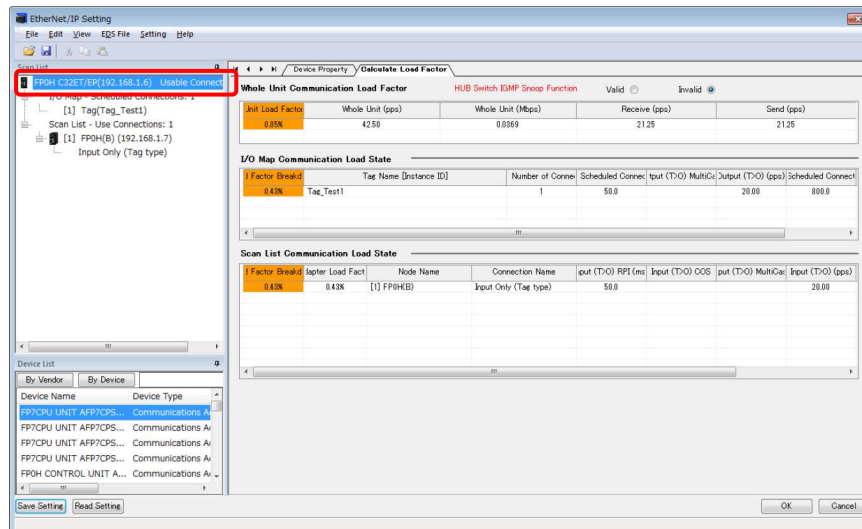 EtherNet/IP Setting
File Edit View EDS File Setting Help
Scan List
FP0H C32ET/EP(192.168.1.6) Usable Connect
I/O Map - Scheduled Connections: 1
[1] Tag(Tag_Test1)
Scan List - Use Connections: 1
[1] FP0H(B) (192.168.1.7)
Input Only (Tag type)
Device Property Calculate Load Factor
Whole Unit Communication Load Factor HUB Switch IGMP Snoop Function Valid Invalid
Unit Load Factor Whole Unit (pps) Whole Unit (Mbps) Receive (pps) Send (pps)
0.85% 42.50 0.0369 21.25 21.25
I/O Map Communication Load State
Factor Breakd Tag Name [Instance ID] Number of Conne Scheduled Connec tput (T>O) MultiCa Output (T>O) (pps) Scheduled Connect
0.43% Tag_Test1 1 50.0 20.00 800.0
Scan List Communication Load State
Factor Breakd dapter Load Fact Node Name Connection Name put (T>O) RPI (ms Input (T>O) COS put (T>O) MultiCas Input (T>O) (pps)
0.43% 0.43% [1] FP0H(B) Input Only (Tag type) 50.0 20.00
Device List
By Vendor By Device
Device Name Device Type
FP7CPU UNIT AFP7CPS... Communications A
FP7CPU UNIT AFP7CPS... Communications A
FP7CPU UNIT AFP7CPS... Communications A
FP7CPU UNIT AFP7CPS... Communications A
FP0H CONTROL UNIT A... Communications A
Save Setting Read Setting OK Cancel